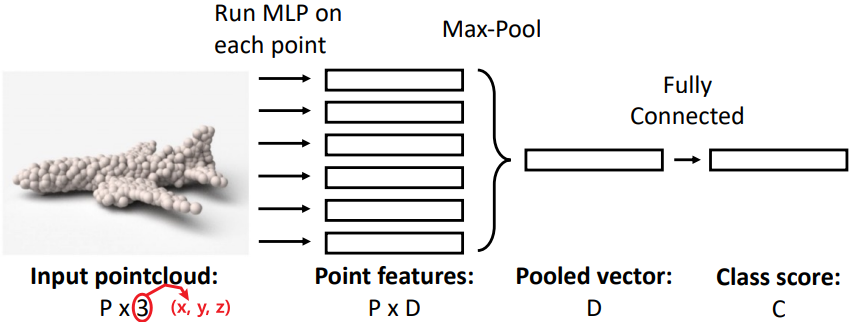 Run MLP on
each point
Max-Pool
Fully
Connected
Input pointcloud:
P x 3 (x, y, z)
Point features:
P x D
Pooled vector:
D
Class score:
C